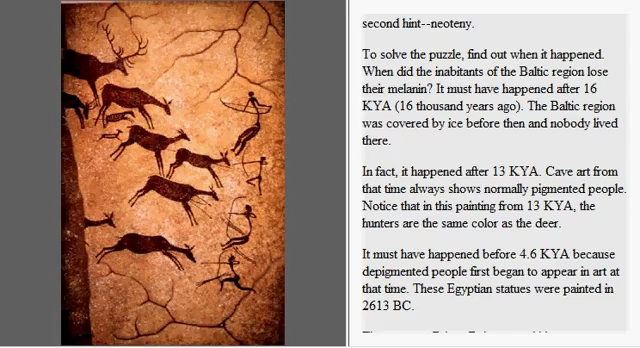 second hint--neoteny.
To solve the puzzle, find out when it happened.
When did the inabitants of the Baltic region lose
their melanin? It must have happened after 16
KYA (16 thousand years ago). The Baltic region
was covered by ice before then and nobody lived
there.
In fact, it happened after 13 KYA. Cave art from
that time always shows normally pigmented people.
Notice that in this painting from 13 KYA, the
hunters are the same color as the deer.
It must have happened before 4.6 KYA because
depigmented people first began to appear in art at
that time. These Egyptian statues were painted in
2613 BC.